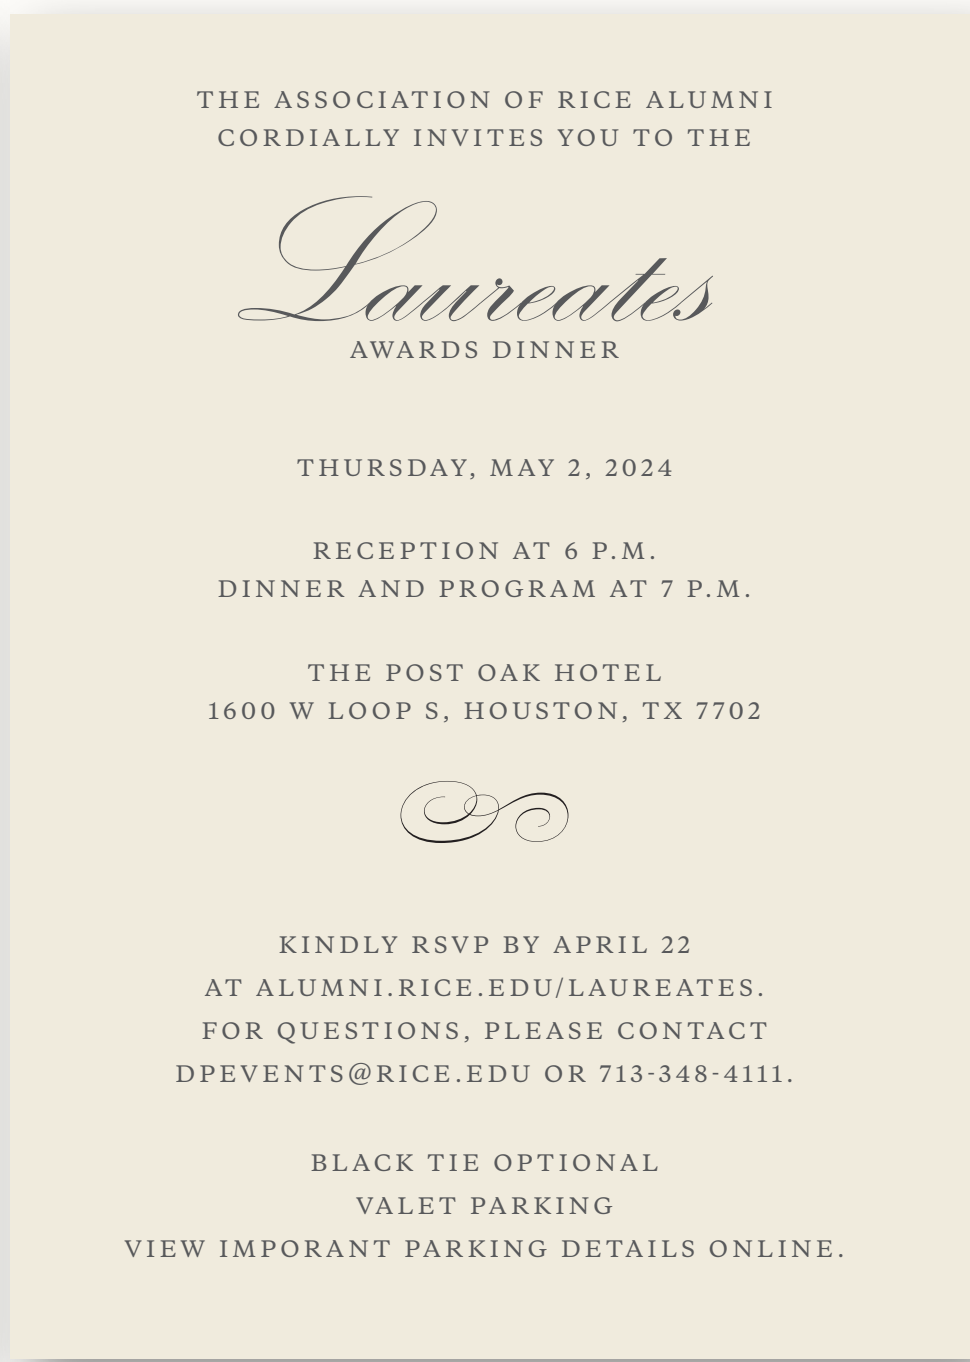 THE ASSOCIATION OF RICE ALUMNI
CORDIALLY INVITES YOU TO THE
Laureates
AWARDS DINNER
THURSDAY, MAY 2, 2024
RECEPTION AT 6 P.M.
DINNER AND PROGRAM AT 7 P.M.
THE POST OAK HOTEL
1600 W LOOP S, HOUSTON, TX 7702
KINDLY RSVP BY APRIL 22
AT ALUMNI.RICE.EDU/LAUREATES.
FOR QUESTIONS, PLEASE CONTACT
DPEVENTS@RICE.EDU OR 713-348-4111.
BLACK TIE OPTIONAL
VALET PARKING
VIEW IMPORANT PARKING DETAILS ONLINE.